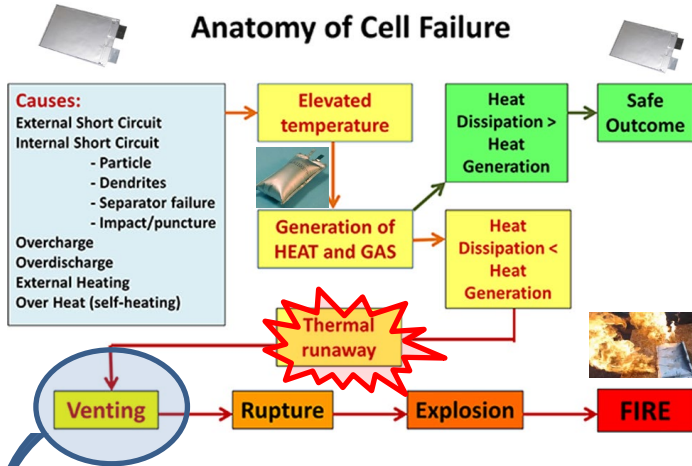 Anatomy of Cell Failure
Causes:
External Short Circuit
Internal Short Circuit
- Particle
- Dendrites
- Separator failure
- Impact/puncture
Overcharge
Overdischarge
External Heating
Over Heat (self-heating)
Elevated
temperature
Generation of
HEAT and GAS
Heat
Dissipation >
Heat
Generation
Safe
Outcome
Heat
Dissipation <
Heat
Generation
Thermal
runaway
Venting
Rupture
Explosion
FIRE